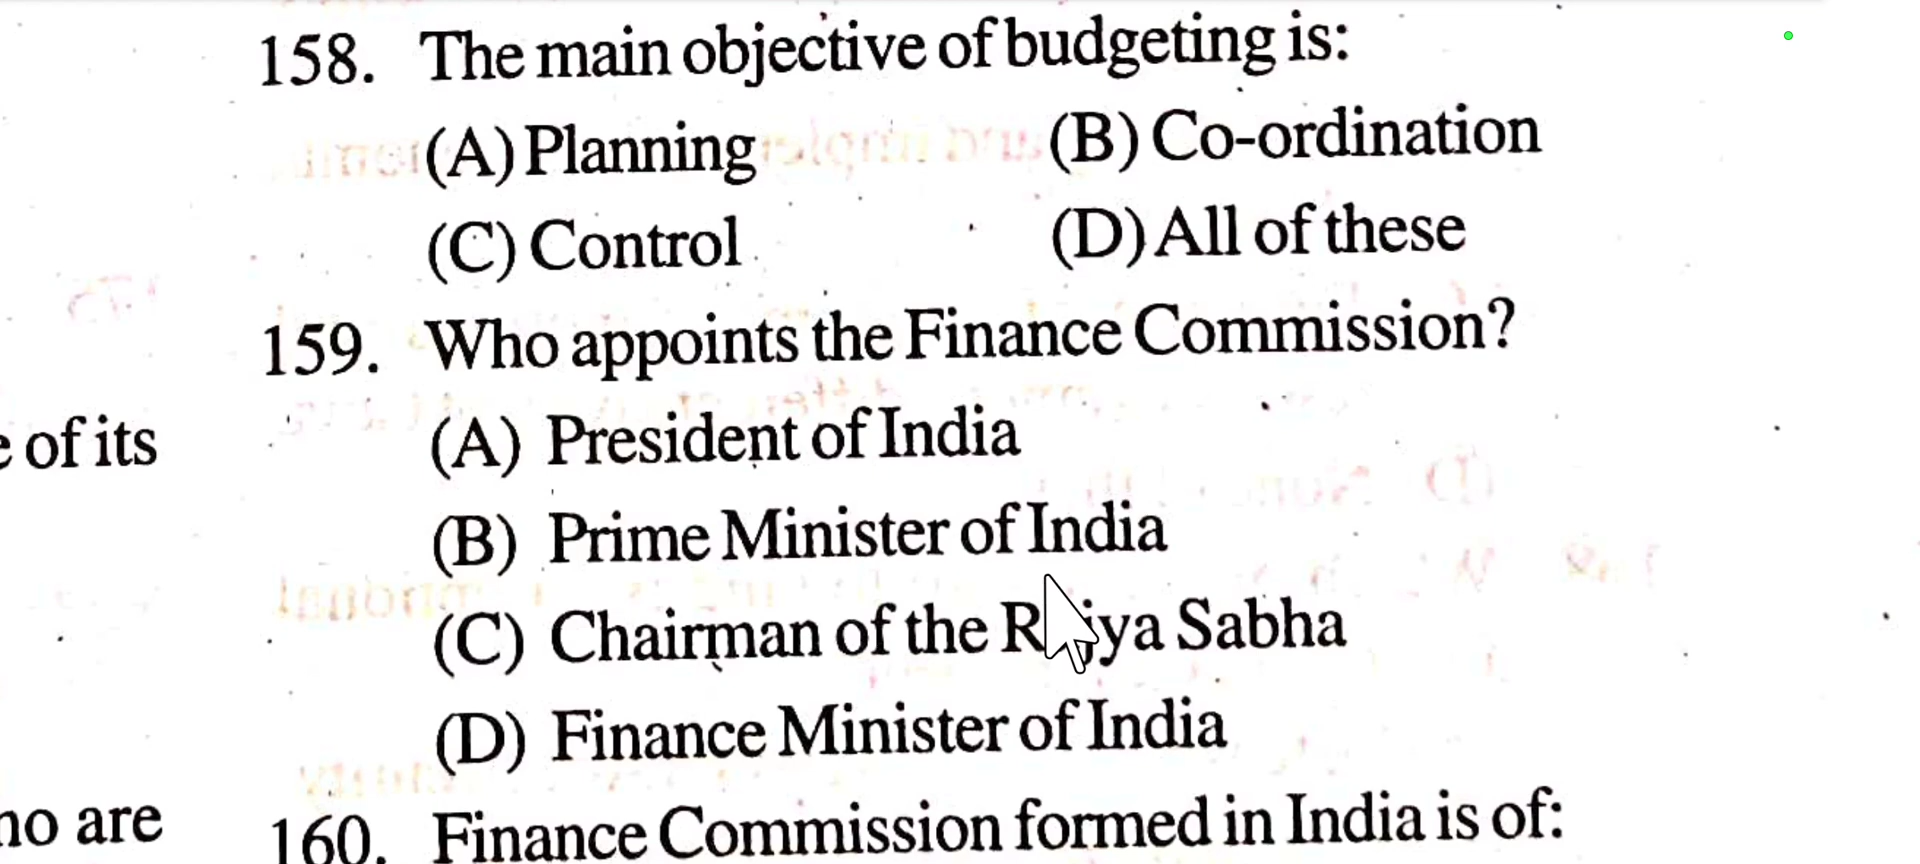 158. The main objective of budgeting is:
(A) Planning (B) Co-ordination
(C) Control (D) All of these
159. Who appoints the Finance Commission?
e of its (A) President of India
(B) Prime Minister of India
(C) Chairman of the Rajya Sabha
(D) Finance Minister of India
no are 160. Finance Commission formed in India is of: